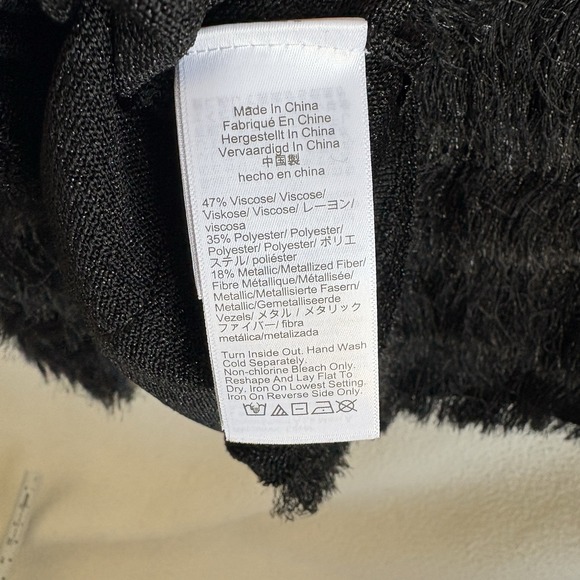 Made In China
Fabriqué En Chine
Hergestellt In China
Vervaardigd In China
中国製
hecho en china
47% Viscose/ Viscose/
Viskose/ Viscose/ レーヨン/
viscosa
35% Polyester/ Polyester/
Polyester/ Polyester/ ポリエ
ステル/ poliéster
18% Metallic/Metallized Fiber/
Fibre Métallique/Métallisée/
Metallic/Metallisierte Fasern/
Metallic/Gemetalliseerde
Vezels/ メタル / メタリック
ファイバー/ fibra
metálica/metalizada
Turn Inside Out. Hand Wash
Cold Separately.
Non-chlorine Bleach Only.
Reshape And Lay Flat To
Dry. Iron On Lowest Setting.
Iron On Reverse Side Only.